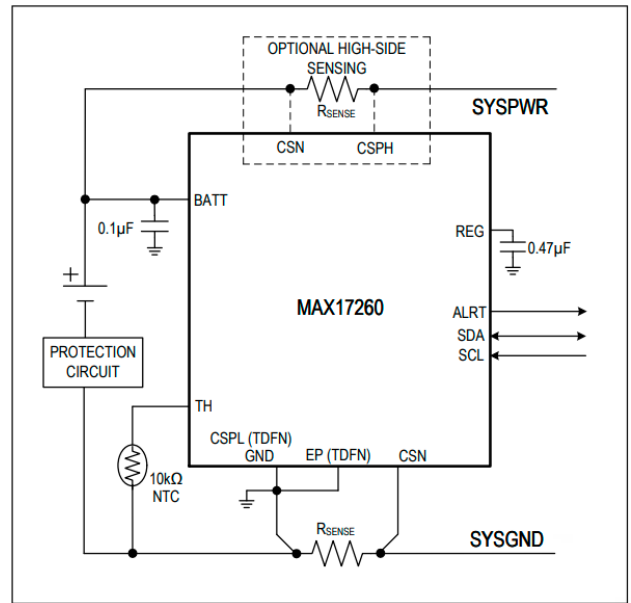 OPTIONAL HIGH-SIDE
SENSING
RSENSE
SYSPWR
CSN
CSPH
BATT
0.1µF
REG
0.47µF
+
MAX17260
ALRT
SDA
SCL
PROTECTION
CIRCUIT
TH
CSPL (TDFN)
GND
EP (TDFN)
CSN
10kΩ
NTC
RSENSE
SYSGND